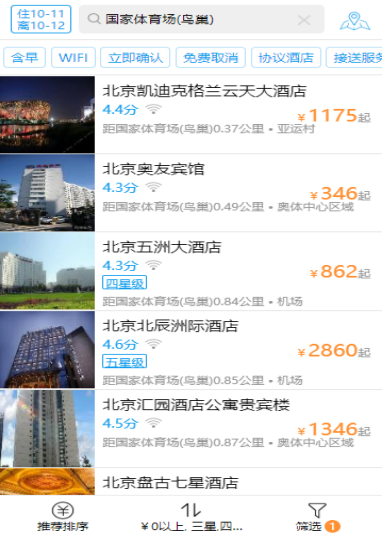 住10-11
离10-12
国家体育场(鸟巢)
含早
WIFI
立即确认
免费取消
协议酒店
接送服务
北京凯迪克格兰云天大酒店
4.4分
¥1175起
距国家体育场(鸟巢)0.37公里•亚运村
北京奥友宾馆
4.3分
¥346起
距国家体育场(鸟巢)0.49公里•奥体中心区域
北京五洲大酒店
4.3分
¥862起
四星级
距国家体育场(鸟巢)0.84公里•机场
北京北辰洲际酒店
4.6分
¥2860起
五星级
距国家体育场(鸟巢)0.85公里•机场
北京汇园酒店公寓贵宾楼
4.5分
¥1346起
距国家体育场(鸟巢)0.87公里•奥体中心区域
北京盘古七星酒店
推荐排序
¥0以上, 三星,四...
筛选 1